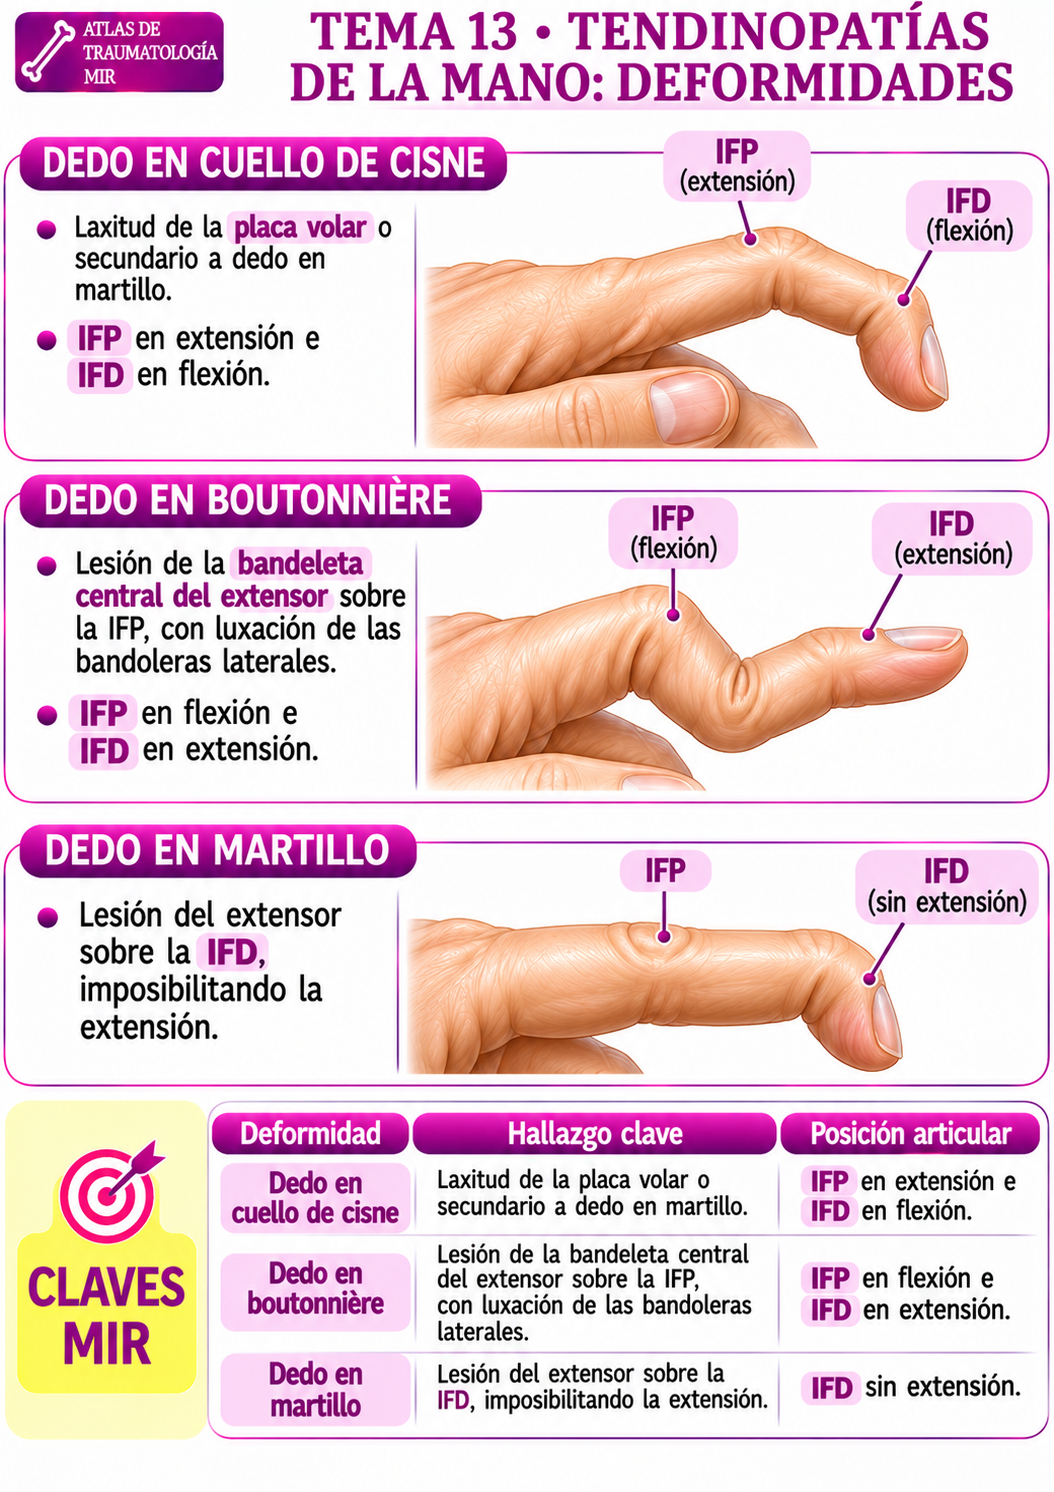 ATLAS DE
TRAUMATOLOGÍA
MIR
TEMA 13 • TENDINOPATÍAS
DE LA MANO: DEFORMIDADES
DEDO EN CUELLO DE CISNE
Laxitud de la placa volar o
secundario a dedo en
martillo.
IFP en extensión e
IFD en flexión.
IFP
(extensión)
IFD
(flexión)
DEDO EN BOUTONNIÈRE
Lesión de la bandeleta
central del extensor sobre
la IFP, con luxación de las
bandoleras laterales.
IFP en flexión e
IFD en extensión.
IFP
(flexión)
IFD
(extensión)
DEDO EN MARTILLO
Lesión del extensor
sobre la IFD,
imposibilitando la
extensión.
IFP
IFD
(sin extensión)
CLAVES
MIR
Deformidad
Hallazgo clave
Posición articular
Dedo en
cuello de cisne
Laxitud de la placa volar o
secundario a dedo en martillo.
IFP en extensión e
IFD en flexión.
Dedo en
boutonnière
Lesión de la bandeleta central
del extensor sobre la IFP,
con luxación de las bandoleras
laterales.
IFP en flexión e
IFD en extensión.
Dedo en
martillo
Lesión del extensor sobre la
IFD, imposibilitando la extensión.
IFD sin extensión.